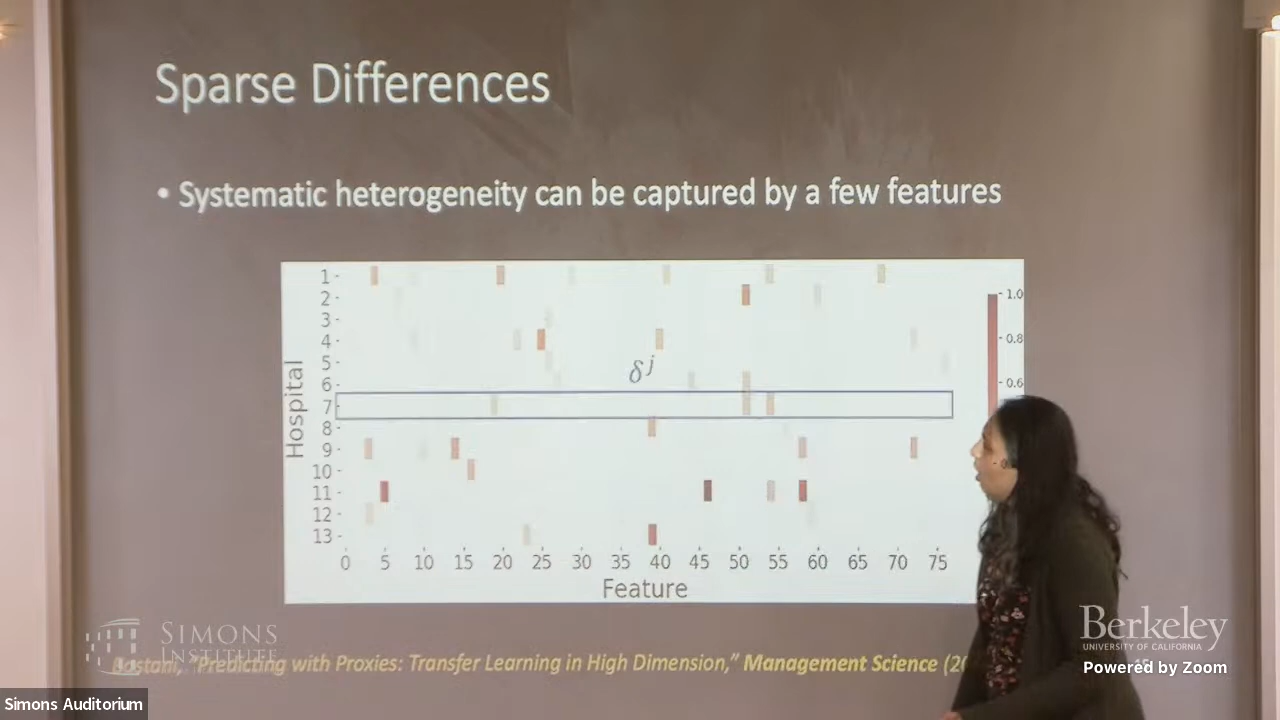 Sparse Differences
• Systematic heterogeneity can be captured by a few features
1
2
3
4
5
6
7
8
9
10
11
12
13
Hospital
δ^j
1.0
0.8
0.6
0 5 10 15 20 25 30 35 40 45 50 55 60 65 70 75
Feature
SIMONS
INSTITUTE
Bastani, "Predicting with Proxies: Transfer Learning in High Dimension," Management Science (20
Berkeley
UNIVERSITY OF CALIFORNIA
Powered by Zoom
Simons Auditorium